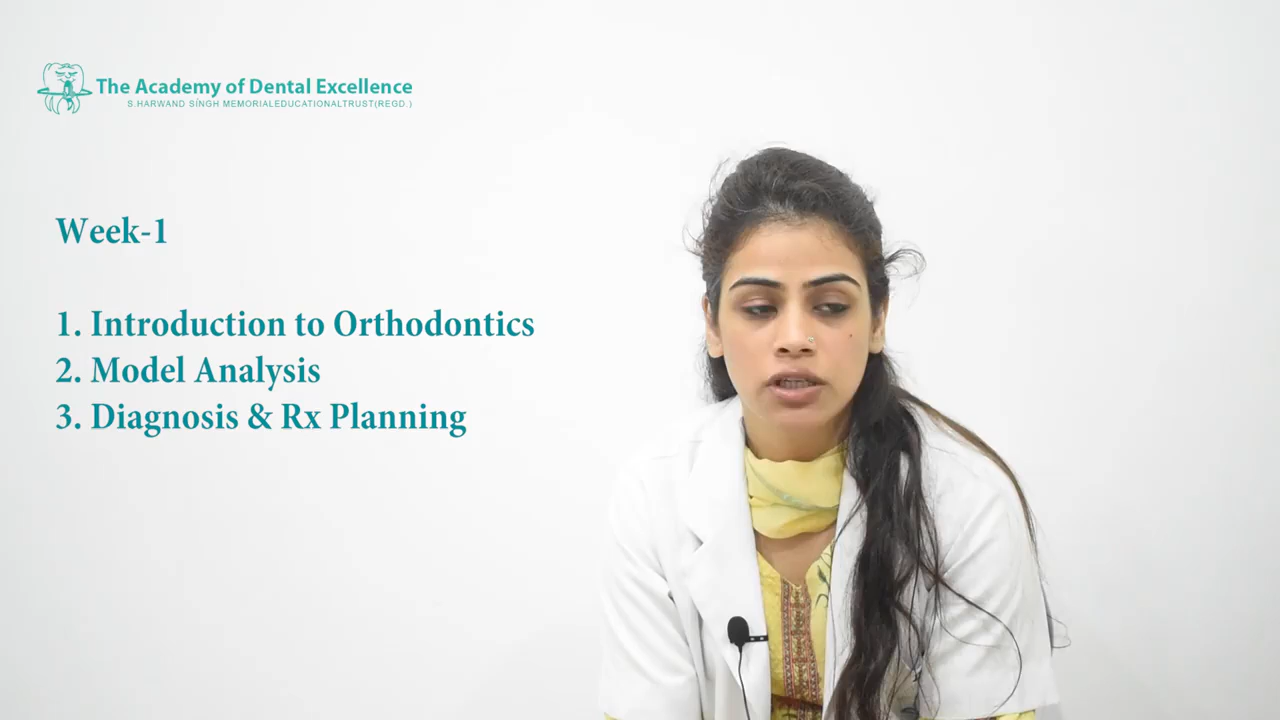 The Academy of Dental Excellence
S.HARWAND SINGH MEMORIALEDUCATIONALTRUST(REGD.)
Week-1
1. Introduction to Orthodontics
2. Model Analysis
3. Diagnosis & Rx Planning